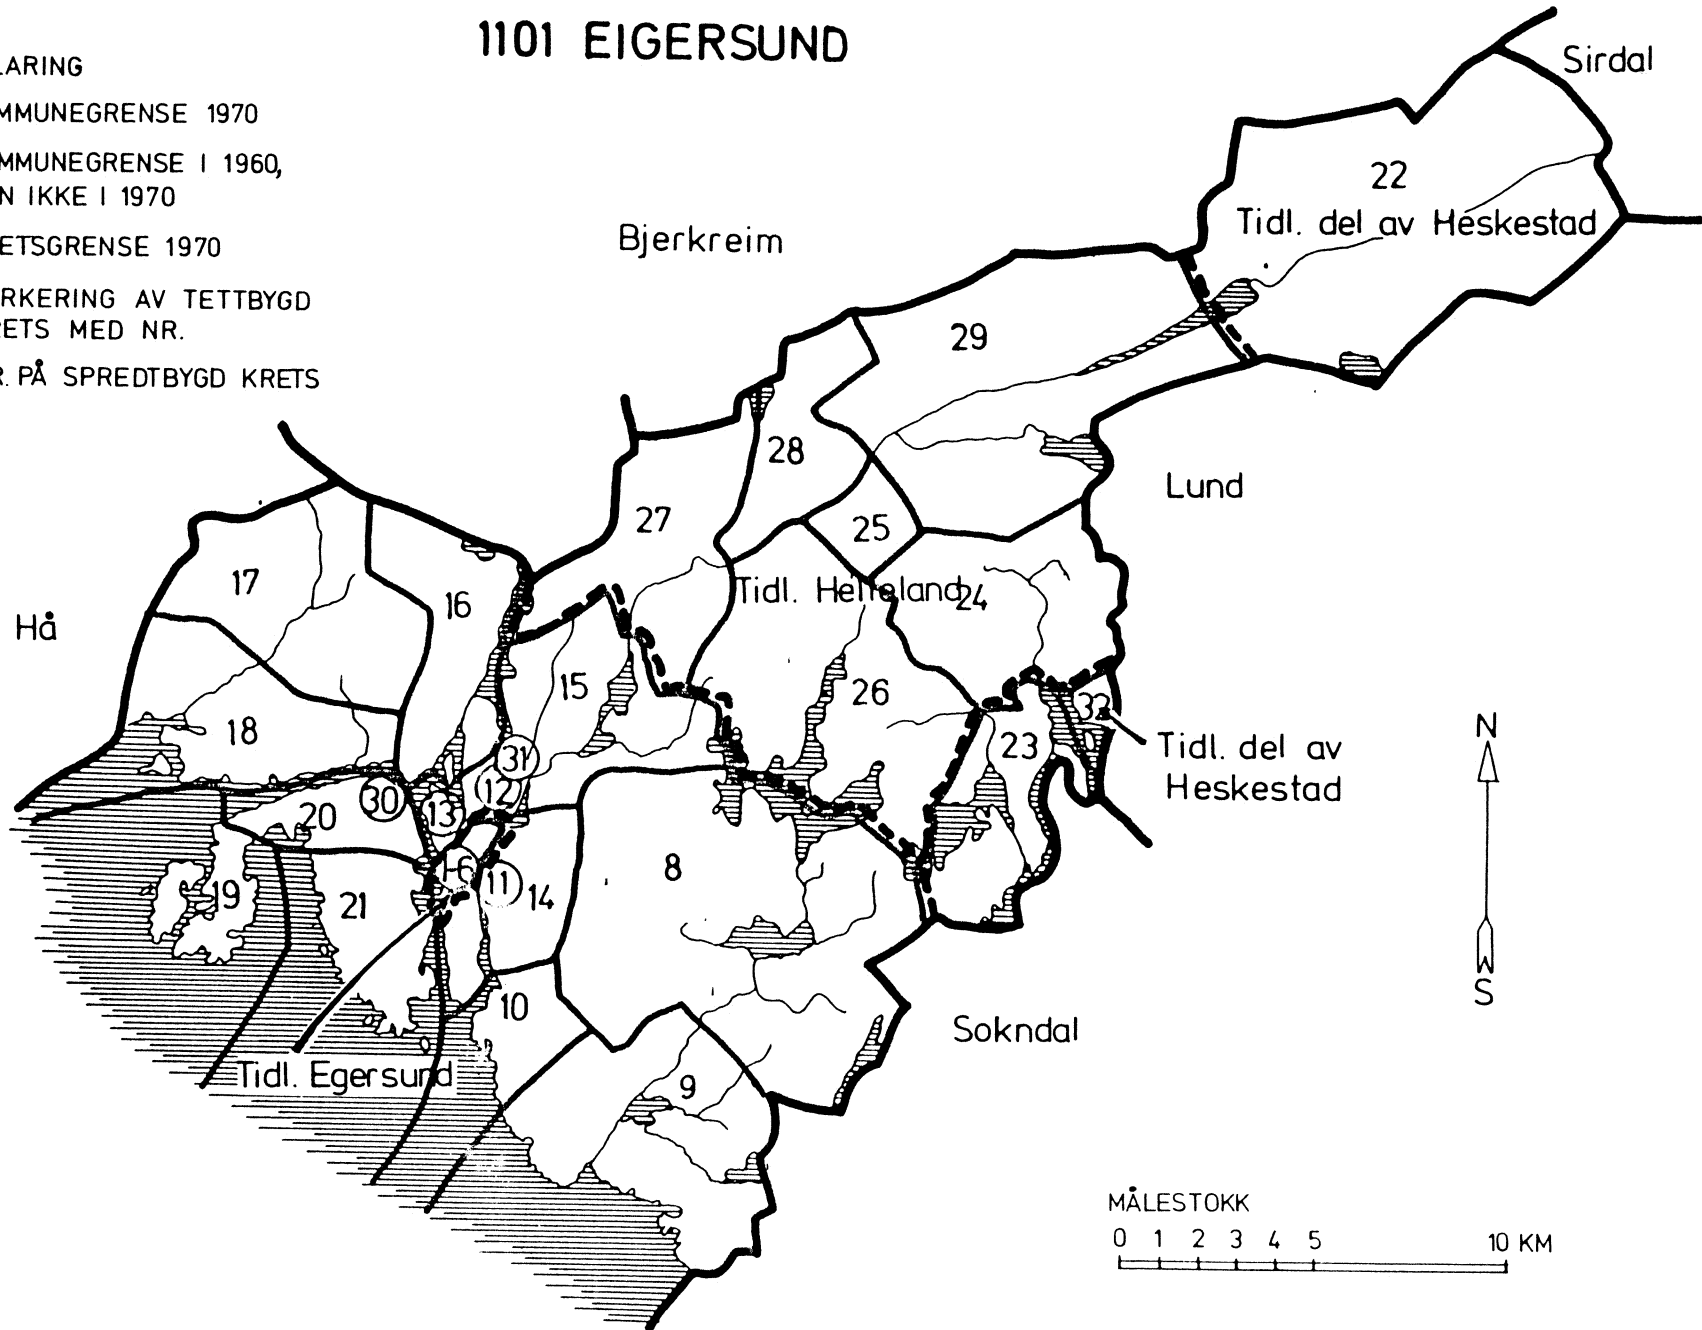 1101 EIGERSUND
LARING
MMUNEGRENSE 1970
MMUNEGRENSE I 1960,
N IKKE I 1970
ETSGRENSE 1970
RKERING AV TETTBYGD
RETS MED NR.
R. PÅ SPREDTBYGD KRETS
Sirdal
22
Tidl. del av Heskestad
Bjerkreim
29
28
Lund
27
25
17
16
Tidl. Helleland
24
Hå
15
26
32
18
31
23
Tidl. del av
Heskestad
N
S
12
30
13
20
1-6
8
11
14
19
21
10
Sokndal
Tidl. Egersund
9
MÅLESTOKK
0 1 2 3 4 5 10 KM